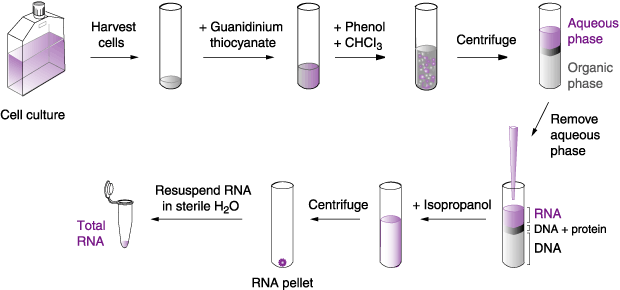 Harvest
cells
+ Guanidinium
thiocyanate
+ Phenol
+ CHCl3
Centrifuge
Aqueous
phase
Organic
phase
Cell culture
Remove
aqueous
phase
RNA
DNA + protein
DNA
+ Isopropanol
Centrifuge
RNA pellet
Resuspend RNA
in sterile H2O
Total
RNA